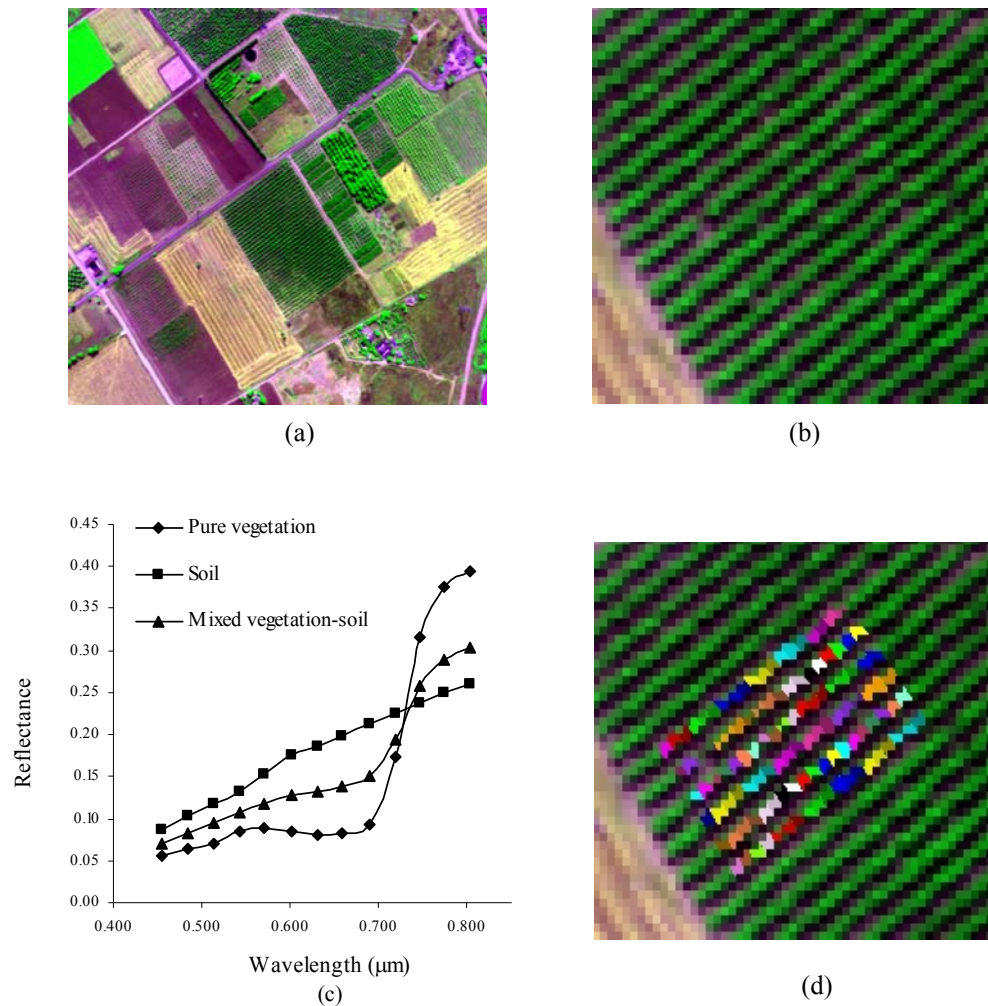 (a)
(b)
0.45
0.40
0.35
0.30
0.25
0.20
0.15
0.10
0.05
0.00
Reflectance
Pure vegetation
Soil
Mixed vegetation-soil
0.400
0.500
0.600
0.700
0.800
Wavelength (μm)
(c)
(d)